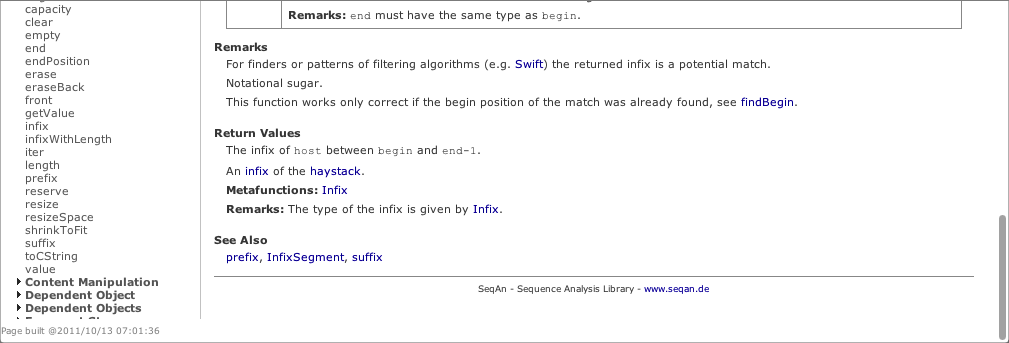 capacity
clear
empty
end
endPosition
erase
eraseBack
front
getValue
infix
infixWithLength
iter
length
prefix
reserve
resize
resizeSpace
shrinkToFit
suffix
toCString
value
Content Manipulation
Dependent Object
Dependent Objects
Page built @2011/10/13 07:01:36
Remarks: end must have the same type as begin.
Remarks
For finders or patterns of filtering algorithms (e.g. Swift) the returned infix is a potential match.
Notational sugar.
This function works only correct if the begin position of the match was already found, see findBegin.
Return Values
The infix of host between begin and end-1.
An infix of the haystack.
Metafunctions: Infix
Remarks: The type of the infix is given by Infix.
See Also
prefix, InfixSegment, suffix
SeqAn - Sequence Analysis Library - www.seqan.de